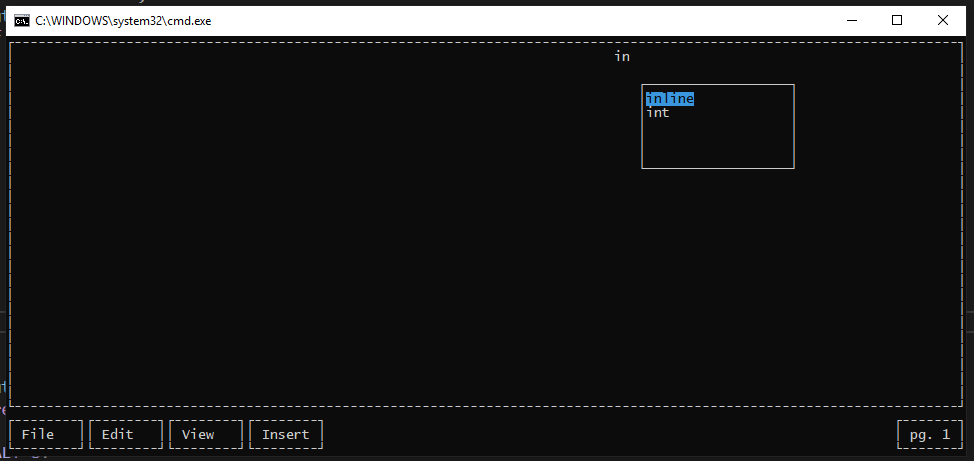 C:\WINDOWS\system32\cmd.exe
in
inline
int
File Edit View Insert pg. 1